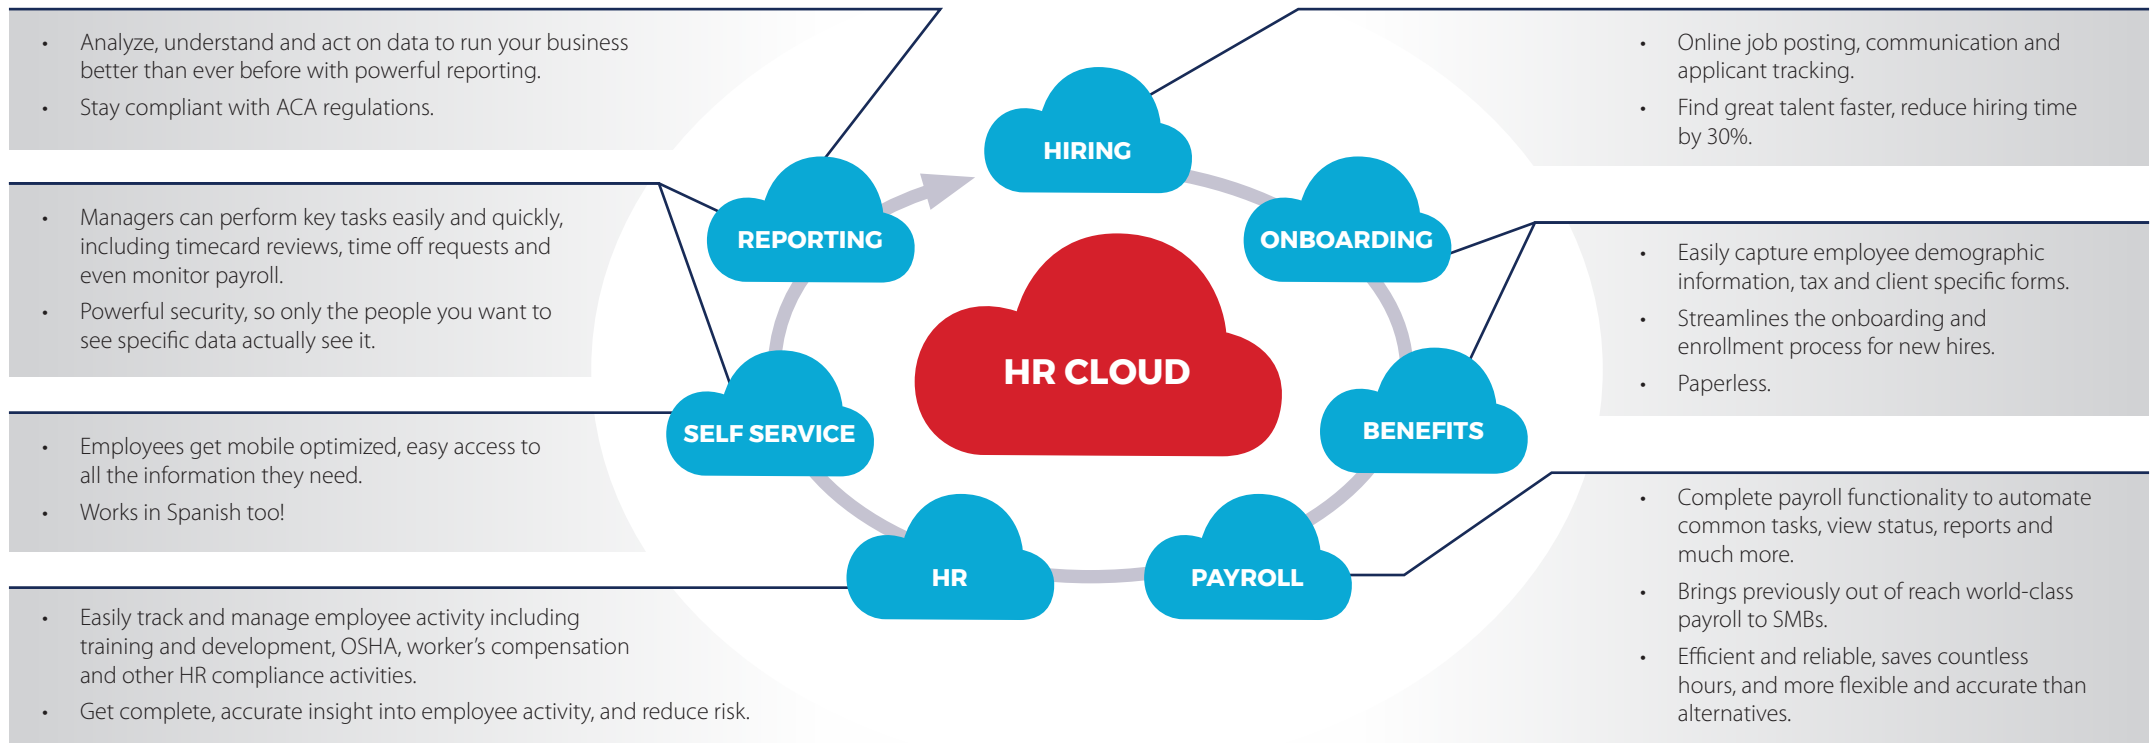 • Analyze, understand and act on data to run your business
better than ever before with powerful reporting.
• Stay compliant with ACA regulations.
• Managers can perform key tasks easily and quickly,
including timecard reviews, time off requests and
even monitor payroll.
• Powerful security, so only the people you want to
see specific data actually see it.
• Employees get mobile optimized, easy access to
all the information they need.
• Works in Spanish too!
• Easily track and manage employee activity including
training and development, OSHA, worker’s compensation
and other HR compliance activities.
• Get complete, accurate insight into employee activity, and reduce risk.
HIRING
REPORTING
ONBOARDING
HR CLOUD
SELF SERVICE
BENEFITS
HR
PAYROLL
• Online job posting, communication and
applicant tracking.
• Find great talent faster, reduce hiring time
by 30%.
• Easily capture employee demographic
information, tax and client specific forms.
• Streamlines the onboarding and
enrollment process for new hires.
• Paperless.
• Complete payroll functionality to automate
common tasks, view status, reports and
much more.
• Brings previously out of reach world-class
payroll to SMBs.
• Efficient and reliable, saves countless
hours, and more flexible and accurate than
alternatives.